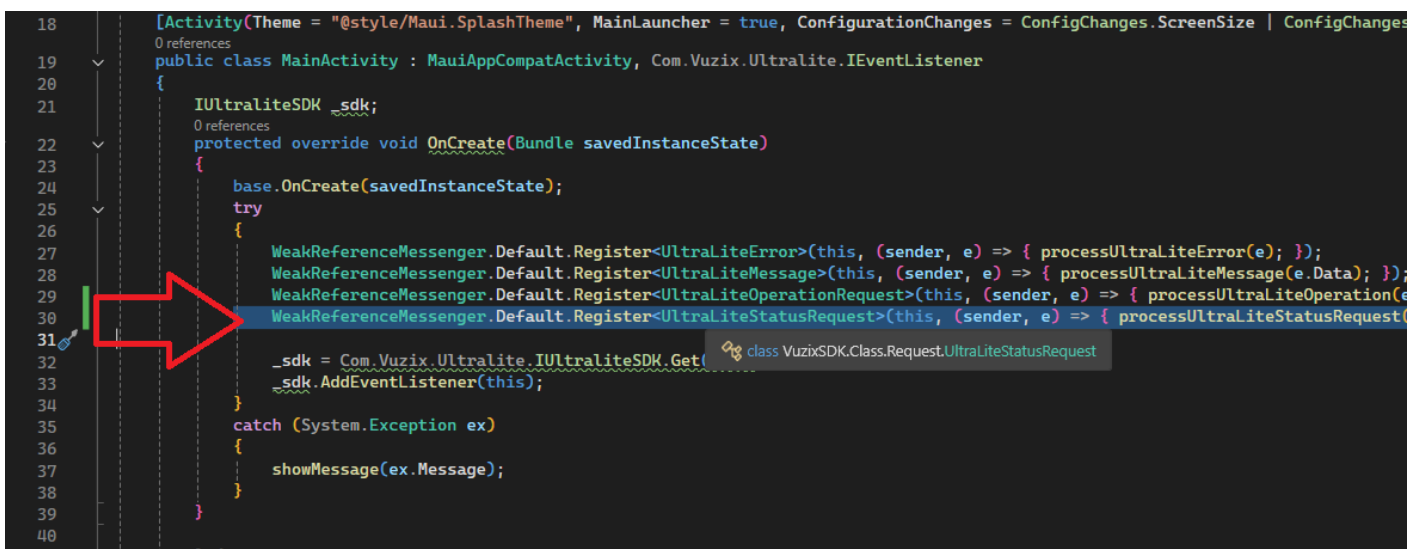 18 [Activity(Theme = "@style/Maui.SplashTheme", MainLauncher = true, ConfigurationChanges = ConfigChanges.ScreenSize | ConfigChanges
0 references
19 public class MainActivity : MauiAppCompatActivity, Com.Vuzix.Ultralite.IEventListener
20 {
21 IUltraliteSDK _sdk;
0 references
22 protected override void OnCreate(Bundle savedInstanceState)
23 {
24 base.OnCreate(savedInstanceState);
25 try
26 {
27 WeakReferenceMessenger.Default.Register<UltraLiteError>(this, (sender, e) => { processUltraLiteError(e); });
28 WeakReferenceMessenger.Default.Register<UltraLiteMessage>(this, (sender, e) => { processUltraLiteMessage(e.Data); });
29 WeakReferenceMessenger.Default.Register<UltraLiteOperationRequest>(this, (sender, e) => { processUltraLiteOperation(e
30 WeakReferenceMessenger.Default.Register<UltraLiteStatusRequest>(this, (sender, e) => { processUltraLiteStatusRequest(
31
class VuzixSDK.Class.Request.UltraLiteStatusRequest
32 _sdk = Com.Vuzix.Ultralite.IUltraliteSDK.Get(
33 _sdk.AddEventListener(this);
34 }
35 catch (System.Exception ex)
36 {
37 showMessage(ex.Message);
38 }
39 }
40